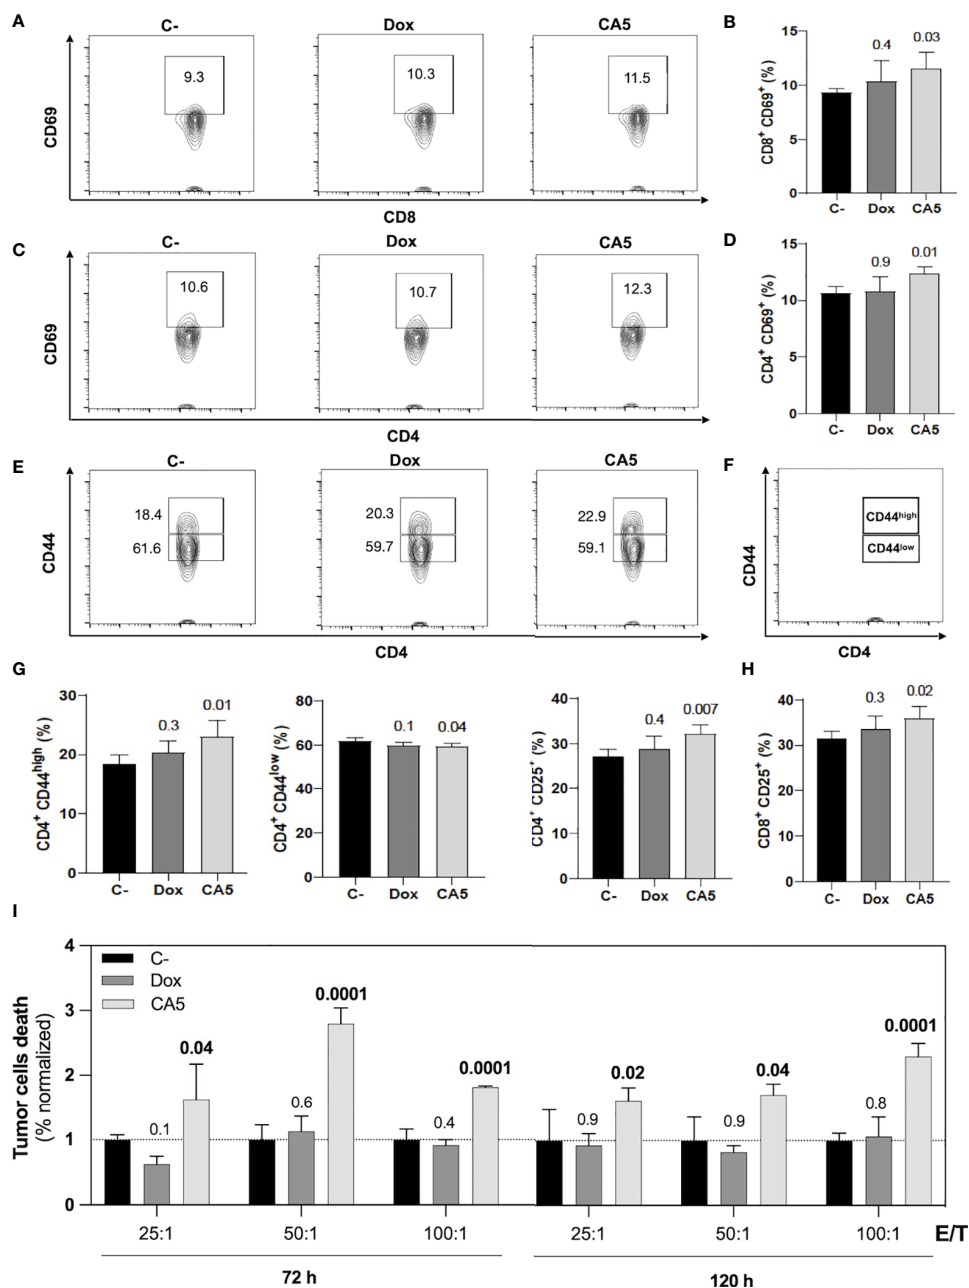 A
C-
Dox
CA5
9.3
10.3
11.5
CD69
CD8
B
CD8+ CD69+ (%)
15
10
5
0
0.4
0.03
C-
Dox
CA5
C
C-
Dox
CA5
10.6
10.7
12.3
CD69
CD4
D
CD4+ CD69+ (%)
15
10
5
0
0.9
0.01
C-
Dox
CA5
E
C-
Dox
CA5
18.4
61.6
20.3
59.7
22.9
59.1
CD44
CD4
F
CD44high
CD44low
CD44
CD4
G
CD4+ CD44high (%)
30
20
10
0
0.3
0.01
C-
Dox
CA5
CD4+ CD44low (%)
80
60
40
20
0
0.1
0.04
C-
Dox
CA5
CD4+ CD25+ (%)
40
30
20
10
0
0.4
0.007
C-
Dox
CA5
H
CD8+ CD25+ (%)
40
30
20
10
0
0.3
0.02
C-
Dox
CA5
I
Tumor cells death
(% normalized)
4
3
2
1
0
C-
Dox
CA5
0.1
0.04
0.6
0.0001
0.4
0.0001
0.9
0.02
0.9
0.04
0.8
0.0001
25:1
50:1
100:1
25:1
50:1
100:1
E/T
72 h
120 h